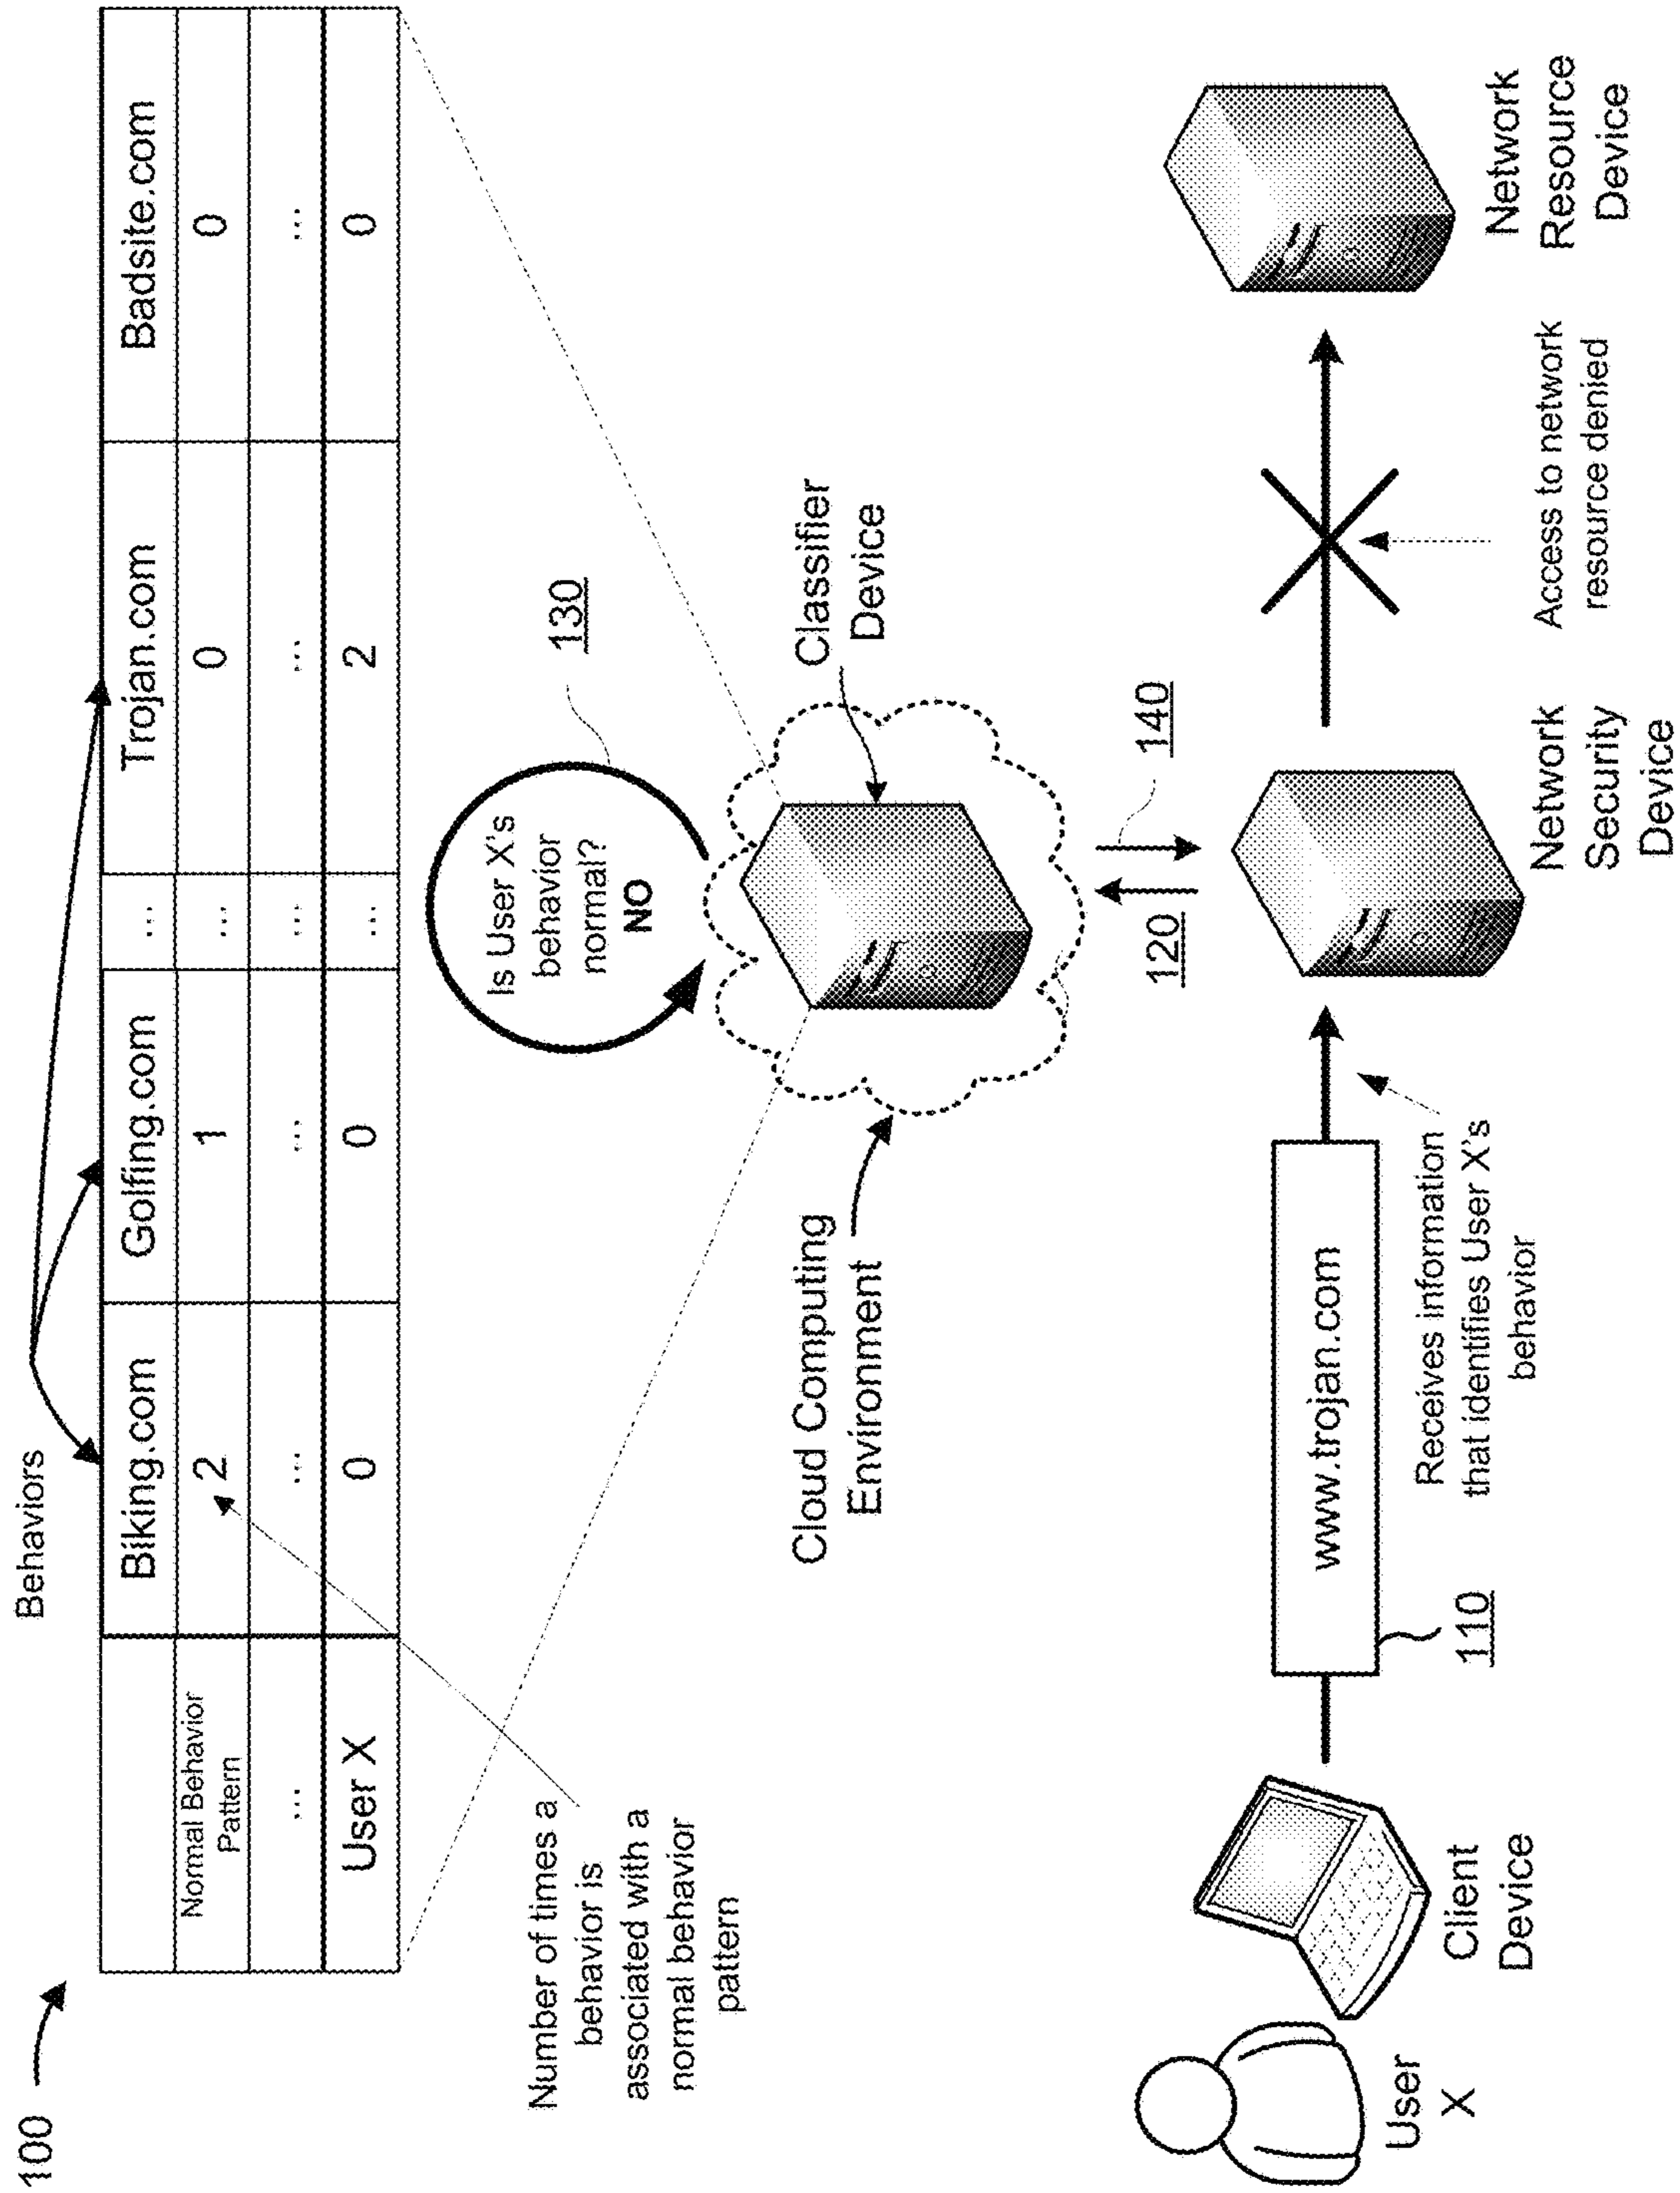 100
Behaviors
Biking.com Golfing.com ... Trojan.com Badsite.com
Normal Behavior
Pattern
2 1 ... 0 0
... ... ... ... ... ...
User X 0 0 ... 2 0
Number of times a
behavior is
associated with a
normal behavior
pattern
Is User X's
behavior
normal?
NO
130
Cloud Computing
Environment
Classifier
Device
120
140
User
X
Client
Device
110
www.trojan.com
Receives information
that identifies User X's
behavior
Network
Security
Device
Access to network
resource denied
Network
Resource
Device